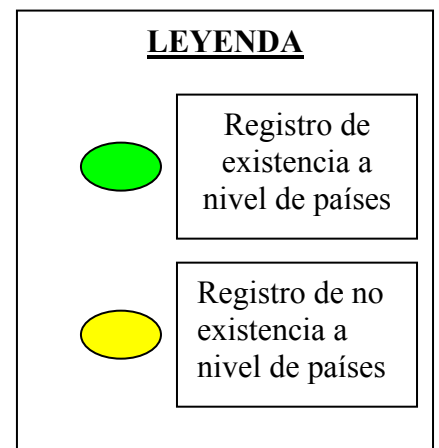 LEYENDA
Registro de
existencia a
nivel de países
Registro de no
existencia a
nivel de países